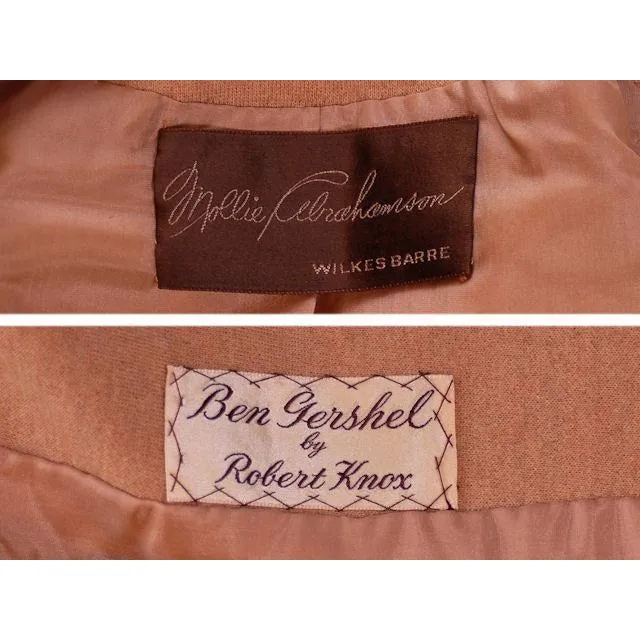 Mollie Abrahamson
WILKES BARRE
Ben Gershel
by
Robert Knox